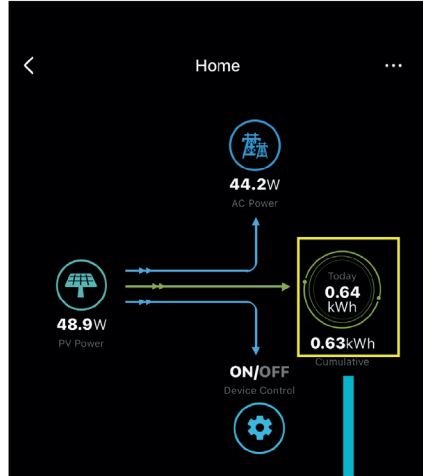 Home
44.2W
AC Power
Today
0.64
kWh
48.9W
PV Power
0.63kWh
Cumulative
ON/OFF
Device Control